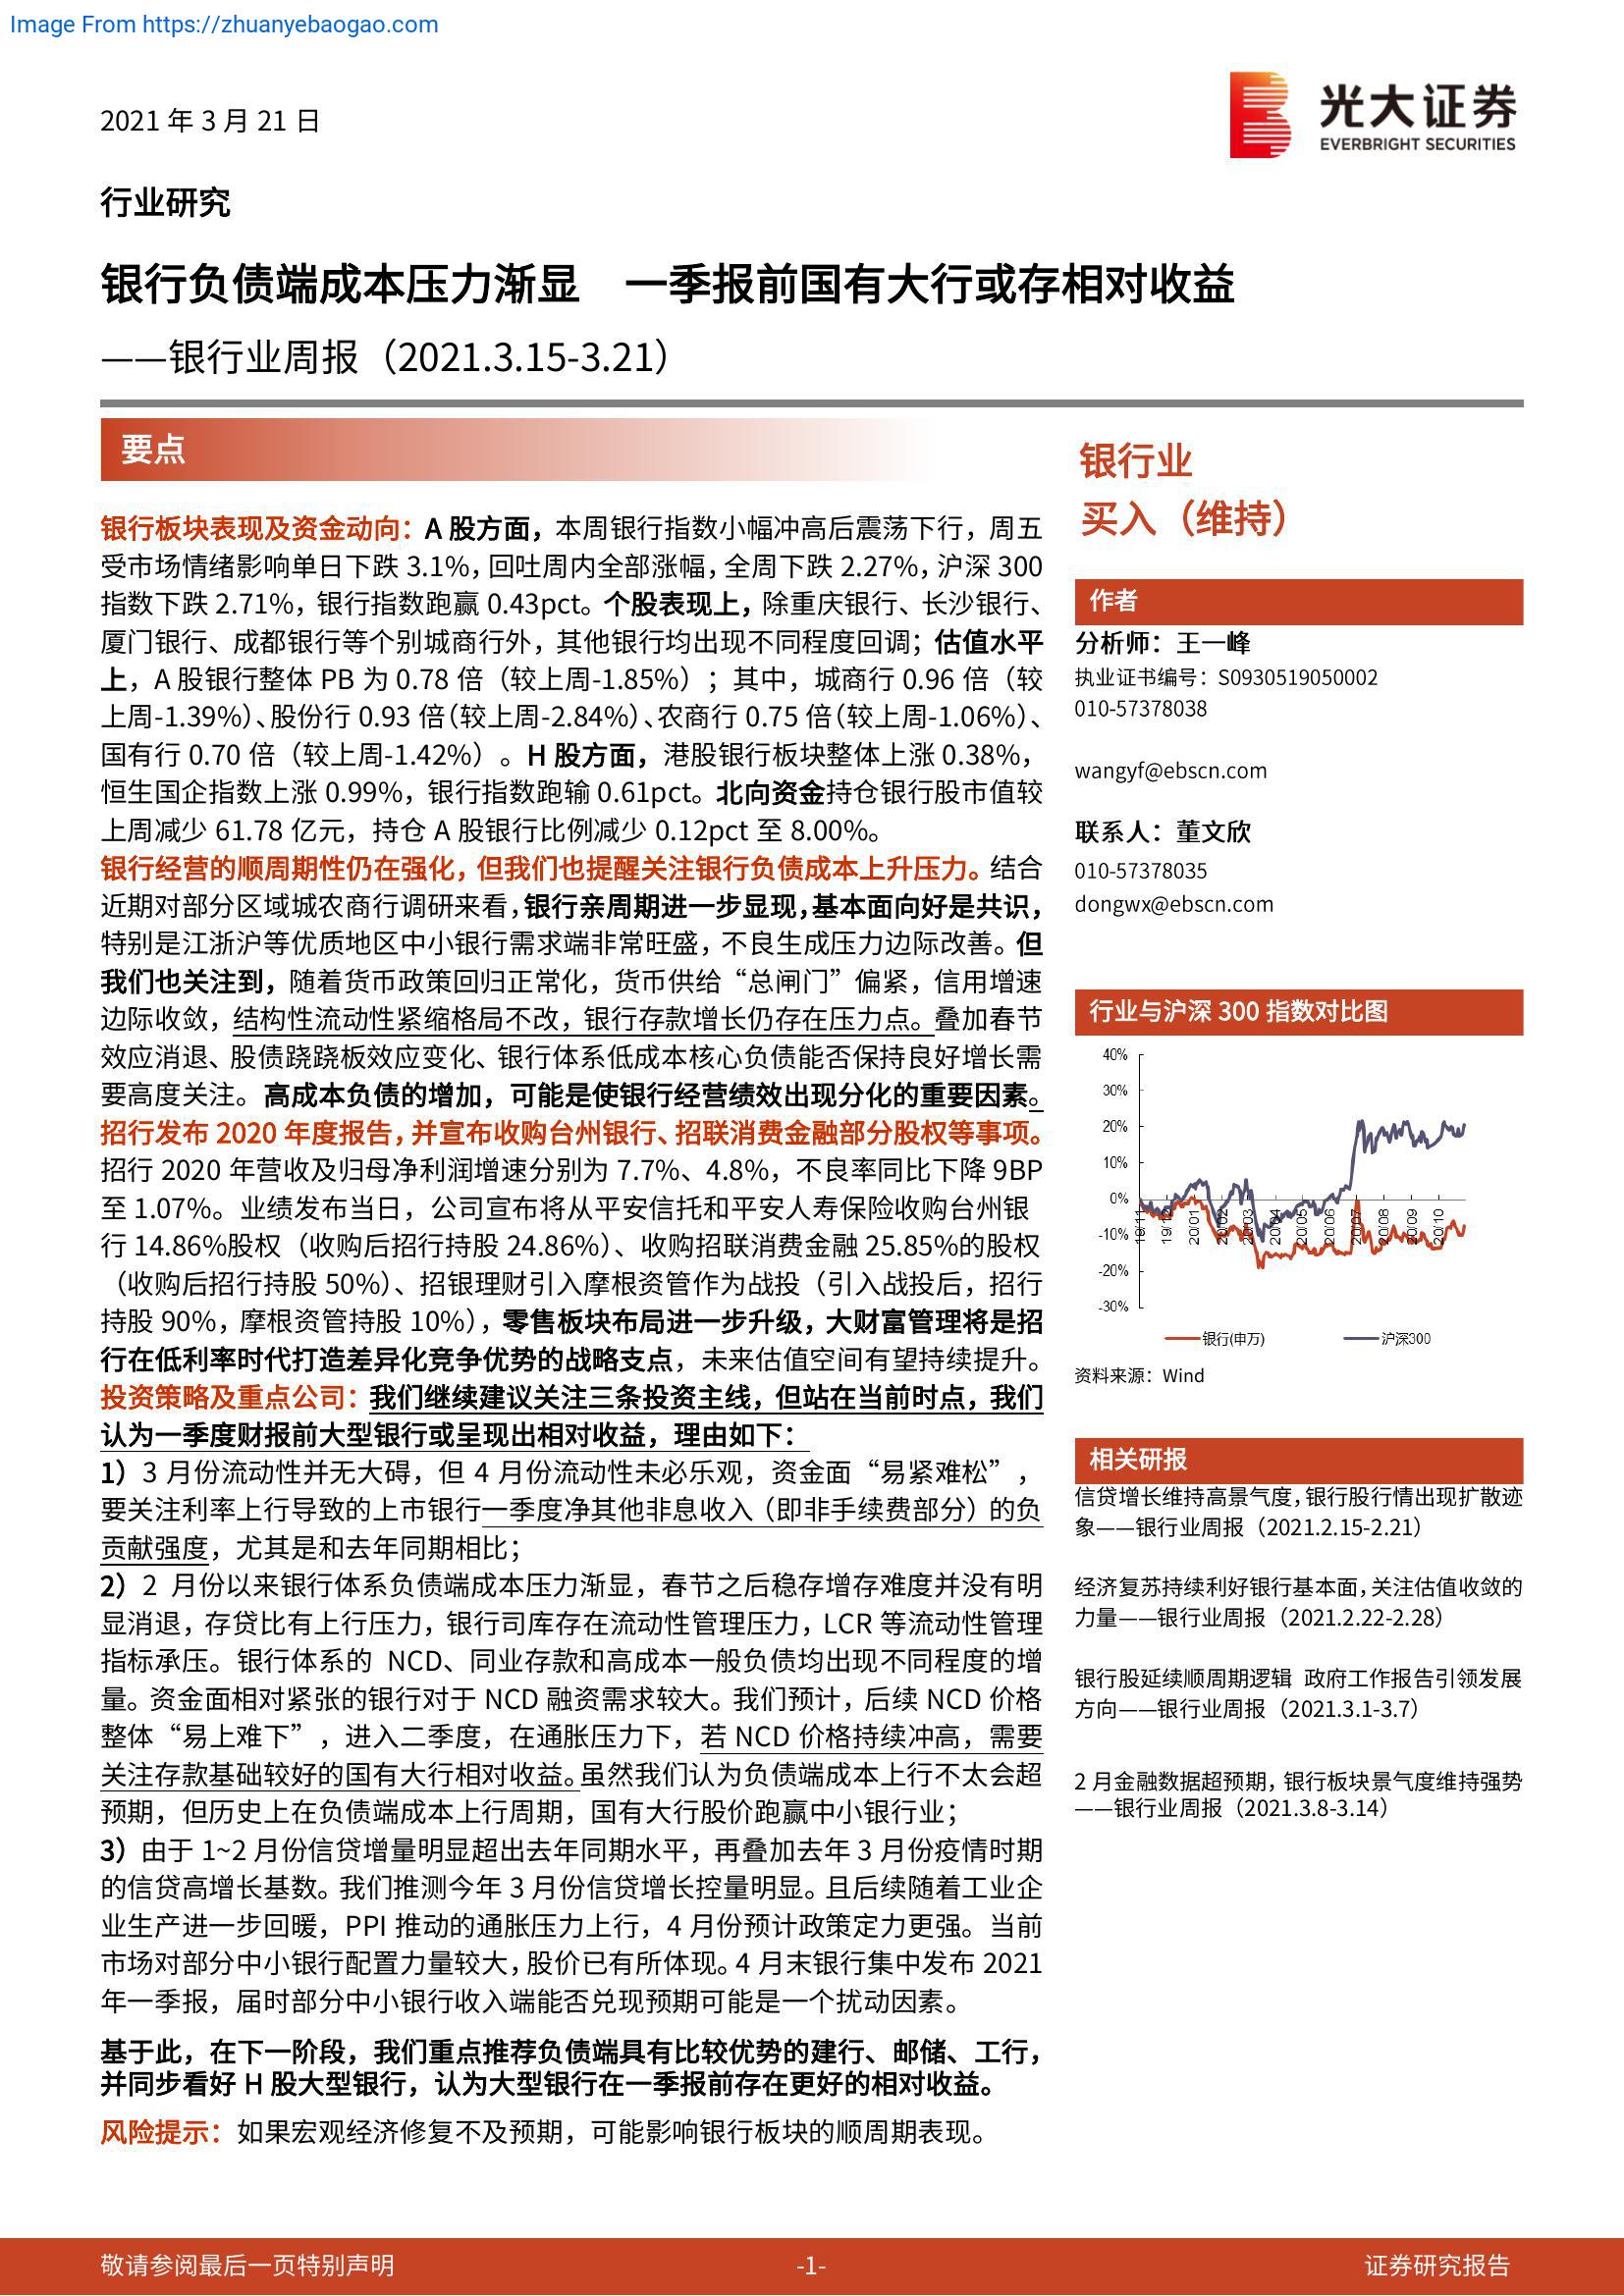 Image From https://zhuanyebaogao.com
2021 年 3 月 21 日
光大证券
EVERBRIGHT SECURITIES
行业研究
银行负债端成本压力渐显 一季报前国有大行或存相对收益
——银行业周报（2021.3.15-3.21）
要点
银行板块表现及资金动向：A 股方面，本周银行指数小幅冲高后震荡下行，周五
受市场情绪影响单日下跌 3.1%，回吐周内全部涨幅，全周下跌 2.27%，沪深 300
指数下跌 2.71%，银行指数跑赢 0.43pct。个股表现上，除重庆银行、长沙银行、
厦门银行、成都银行等个别城商行外，其他银行均出现不同程度回调；估值水平
上，A 股银行整体 PB 为 0.78 倍（较上周-1.85%）；其中，城商行 0.96 倍（较
上周-1.39%）、股份行 0.93 倍（较上周-2.84%）、农商行 0.75 倍（较上周-1.06%）、
国有行 0.70 倍（较上周-1.42%）。H 股方面，港股银行板块整体上涨 0.38%，
恒生国企指数上涨 0.99%，银行指数跑输 0.61pct。北向资金持仓银行股市值较
上周减少 61.78 亿元，持仓 A 股银行比例减少 0.12pct 至 8.00%。
银行经营的顺周期性仍在强化，但我们也提醒关注银行负债成本上升压力。结合
近期对部分区域城农商行调研来看，银行亲周期进一步显现，基本面向好是共识，
特别是江浙沪等优质地区中小银行需求端非常旺盛，不良生成压力边际改善。但
我们也关注到，随着货币政策回归正常化，货币供给“总闸门”偏紧，信用增速
边际收敛，结构性流动性紧缩格局不改，银行存款增长仍存在压力点。叠加春节
效应消退、股债跷跷板效应变化、银行体系低成本核心负债能否保持良好增长需
要高度关注。高成本负债的增加，可能是使银行经营绩效出现分化的重要因素。
招行发布 2020 年度报告，并宣布收购台州银行、招联消费金融部分股权等事项。
招行 2020 年营收及归母净利润增速分别为 7.7%、4.8%，不良率同比下降 9BP
至 1.07%。业绩发布当日，公司宣布将从平安信托和平安人寿保险收购台州银
行 14.86%股权（收购后招行持股 24.86%）、收购招联消费金融 25.85%的股权
（收购后招行持股 50%）、招银理财引入摩根资管作为战投（引入战投后，招行
持股 90%，摩根资管持股 10%），零售板块布局进一步升级，大财富管理将是招
行在低利率时代打造差异化竞争优势的战略支点，未来估值空间有望持续提升。
投资策略及重点公司：我们继续建议关注三条投资主线，但站在当前时点，我们
认为一季度财报前大型银行或呈现出相对收益，理由如下：
1）3 月份流动性并无大碍，但 4 月份流动性未必乐观，资金面“易紧难松”，
要关注利率上行导致的上市银行一季度净其他非息收入（即非手续费部分）的负
贡献强度，尤其是和去年同期相比；
2）2 月份以来银行体系负债端成本压力渐显，春节之后稳存增存难度并没有明
显消退，存贷比有上行压力，银行司库存在流动性管理压力，LCR 等流动性管理
指标承压。银行体系的 NCD、同业存款和高成本一般负债均出现不同程度的增
量。资金面相对紧张的银行对于 NCD 融资需求较大。我们预计，后续 NCD 价格
整体“易上难下”，进入二季度，在通胀压力下，若 NCD 价格持续冲高，需要
关注存款基础较好的国有大行相对收益。虽然我们认为负债端成本上行不太会超
预期，但历史上在负债端成本上行周期，国有大行股价跑赢中小银行业；
3）由于 1~2 月份信贷增量明显超出去年同期水平，再叠加去年 3 月份疫情时期
的信贷高增长基数。我们推测今年 3 月份信贷增长控量明显。且后续随着工业企
业生产进一步回暖，PPI 推动的通胀压力上行，4 月份预计政策定力更强。当前
市场对部分中小银行配置力量较大，股价已有所体现。4 月末银行集中发布 2021
年一季报，届时部分中小银行收入端能否兑现预期可能是一个扰动因素。
基于此，在下一阶段，我们重点推荐负债端具有比较优势的建行、邮储、工行，
并同步看好 H 股大型银行，认为大型银行在一季报前存在更好的相对收益。
风险提示：如果宏观经济修复不及预期，可能影响银行板块的顺周期表现。
银行业
买入（维持）
作者
分析师：王一峰
执业证书编号：S0930519050002
010-57378038
wangyf@ebscn.com
联系人：董文欣
010-57378035
dongwx@ebscn.com
行业与沪深 300 指数对比图
40%
30%
20%
10%
0%
-10%
-20%
-30%
19/11 19/12 20/01 20/02 20/03 20/04 20/05 20/06 20/07 20/08 20/09 20/10
银行(申万) 沪深300
资料来源：Wind
相关研报
信贷增长维持高景气度，银行股行情出现扩散迹
象——银行业周报（2021.2.15-2.21）
经济复苏持续利好银行基本面，关注估值收敛的
力量——银行业周报（2021.2.22-2.28）
银行股延续顺周期逻辑 政府工作报告引领发展
方向——银行业周报（2021.3.1-3.7）
2 月金融数据超预期，银行板块景气度维持强势
——银行业周报（2021.3.8-3.14）
敬请参阅最后一页特别声明
-1-
证券研究报告